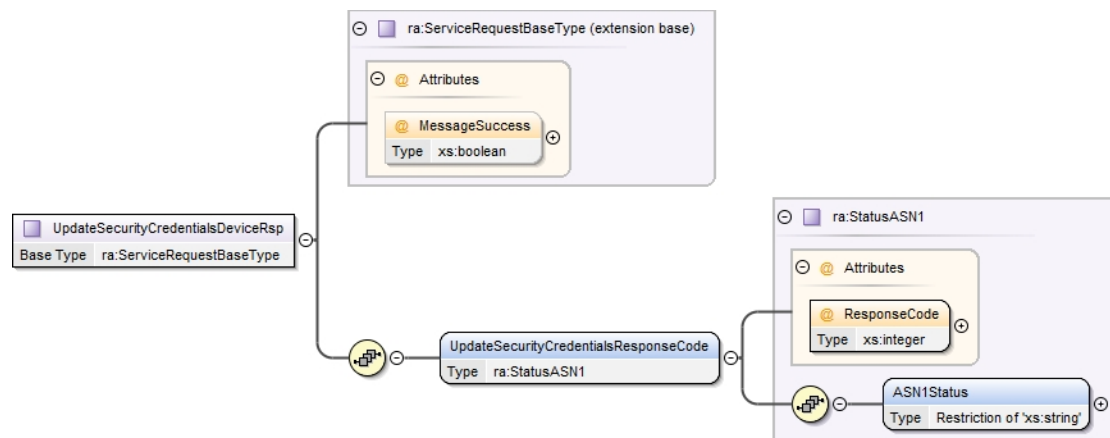 ra:ServiceRequestBaseType (extension base)
@ Attributes
@ MessageSuccess
Type xs:boolean
UpdateSecurityCredentialsDeviceRsp
Base Type ra:ServiceRequestBaseType
ra:StatusASN1
@ Attributes
@ ResponseCode
Type xs:integer
UpdateSecurityCredentialsResponseCode
Type ra:StatusASN1
ASN1Status
Type Restriction of 'xs:string'